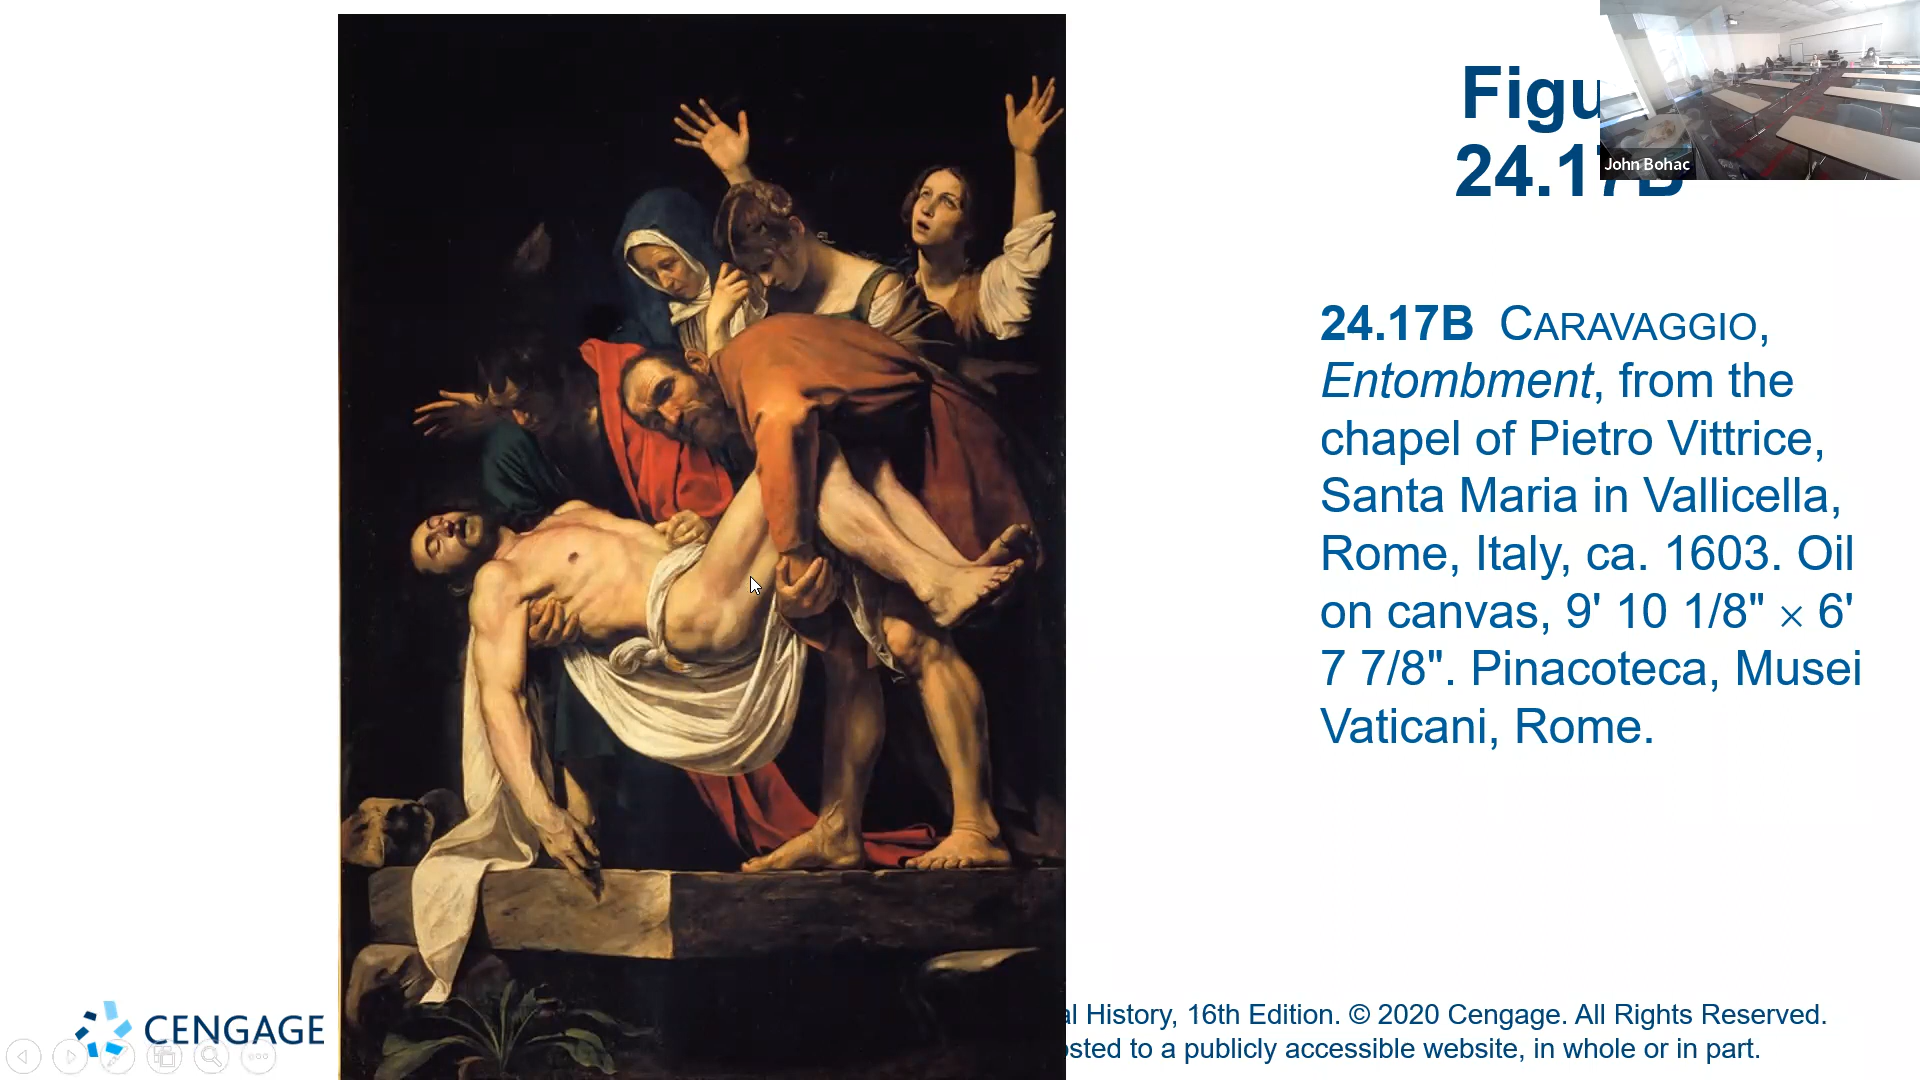 Figu
24.17B
John Bohac
24.17B CARAVAGGIO,
Entombment, from the
chapel of Pietro Vittrice,
Santa Maria in Vallicella,
Rome, Italy, ca. 1603. Oil
on canvas, 9' 10 1/8" × 6'
7 7/8". Pinacoteca, Musei
Vaticani, Rome.
CENGAGE
al History, 16th Edition. © 2020 Cengage. All Rights Reserved.
osted to a publicly accessible website, in whole or in part.